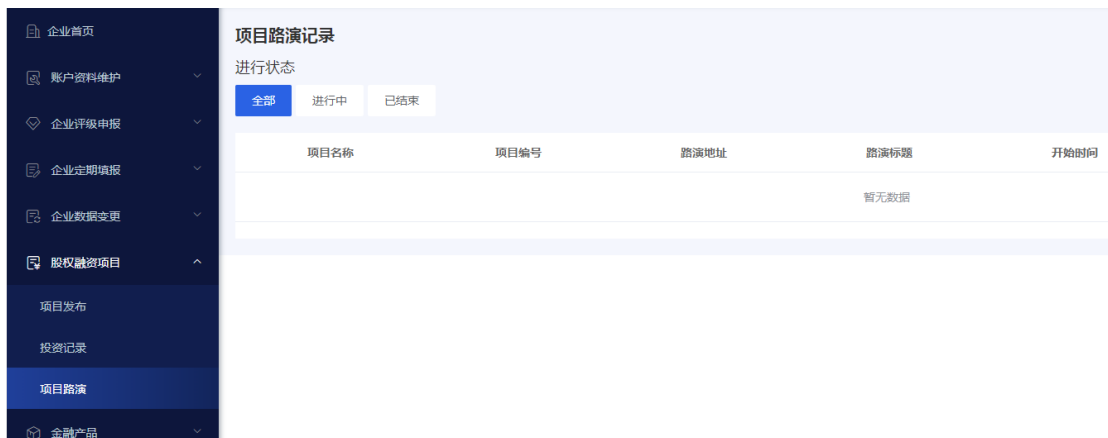 企业首页
账户资料维护
企业评级申报
企业定期填报
企业数据变更
股权融资项目
项目发布
投资记录
项目路演
金融产品
项目路演记录
进行状态
全部 进行中 已结束
项目名称 项目编号 路演地址 路演标题 开始时间
暂无数据